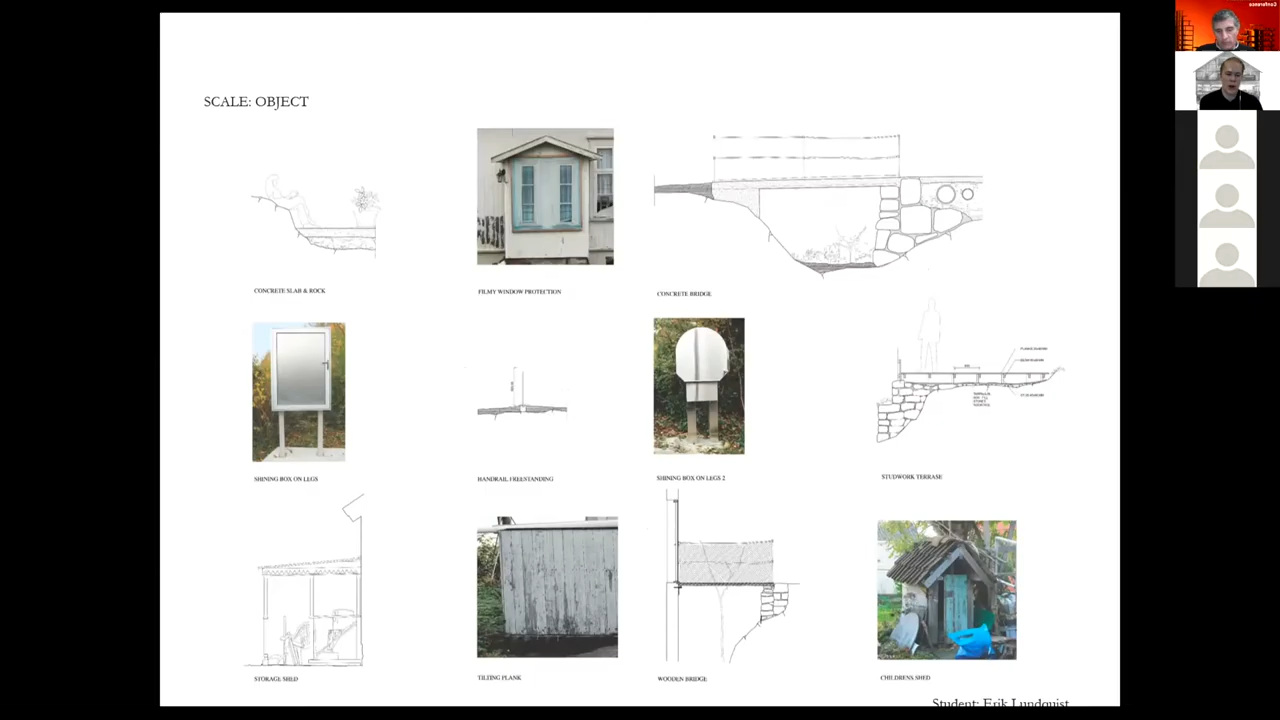 SCALE: OBJECT
CONCRETE SLAB & ROCK
FILMY WINDOW PROTECTION
CONCRETE BRIDGE
SHINING BOX ON LEGS
HANDRAIL FREESTANDING
SHINING BOX ON LEGS 2
STUDWORK TERRASE
STORAGE SHED
TILTING PLANK
WOODEN BRIDGE
CHILDRENS SHED
Student: Erik Lundquist